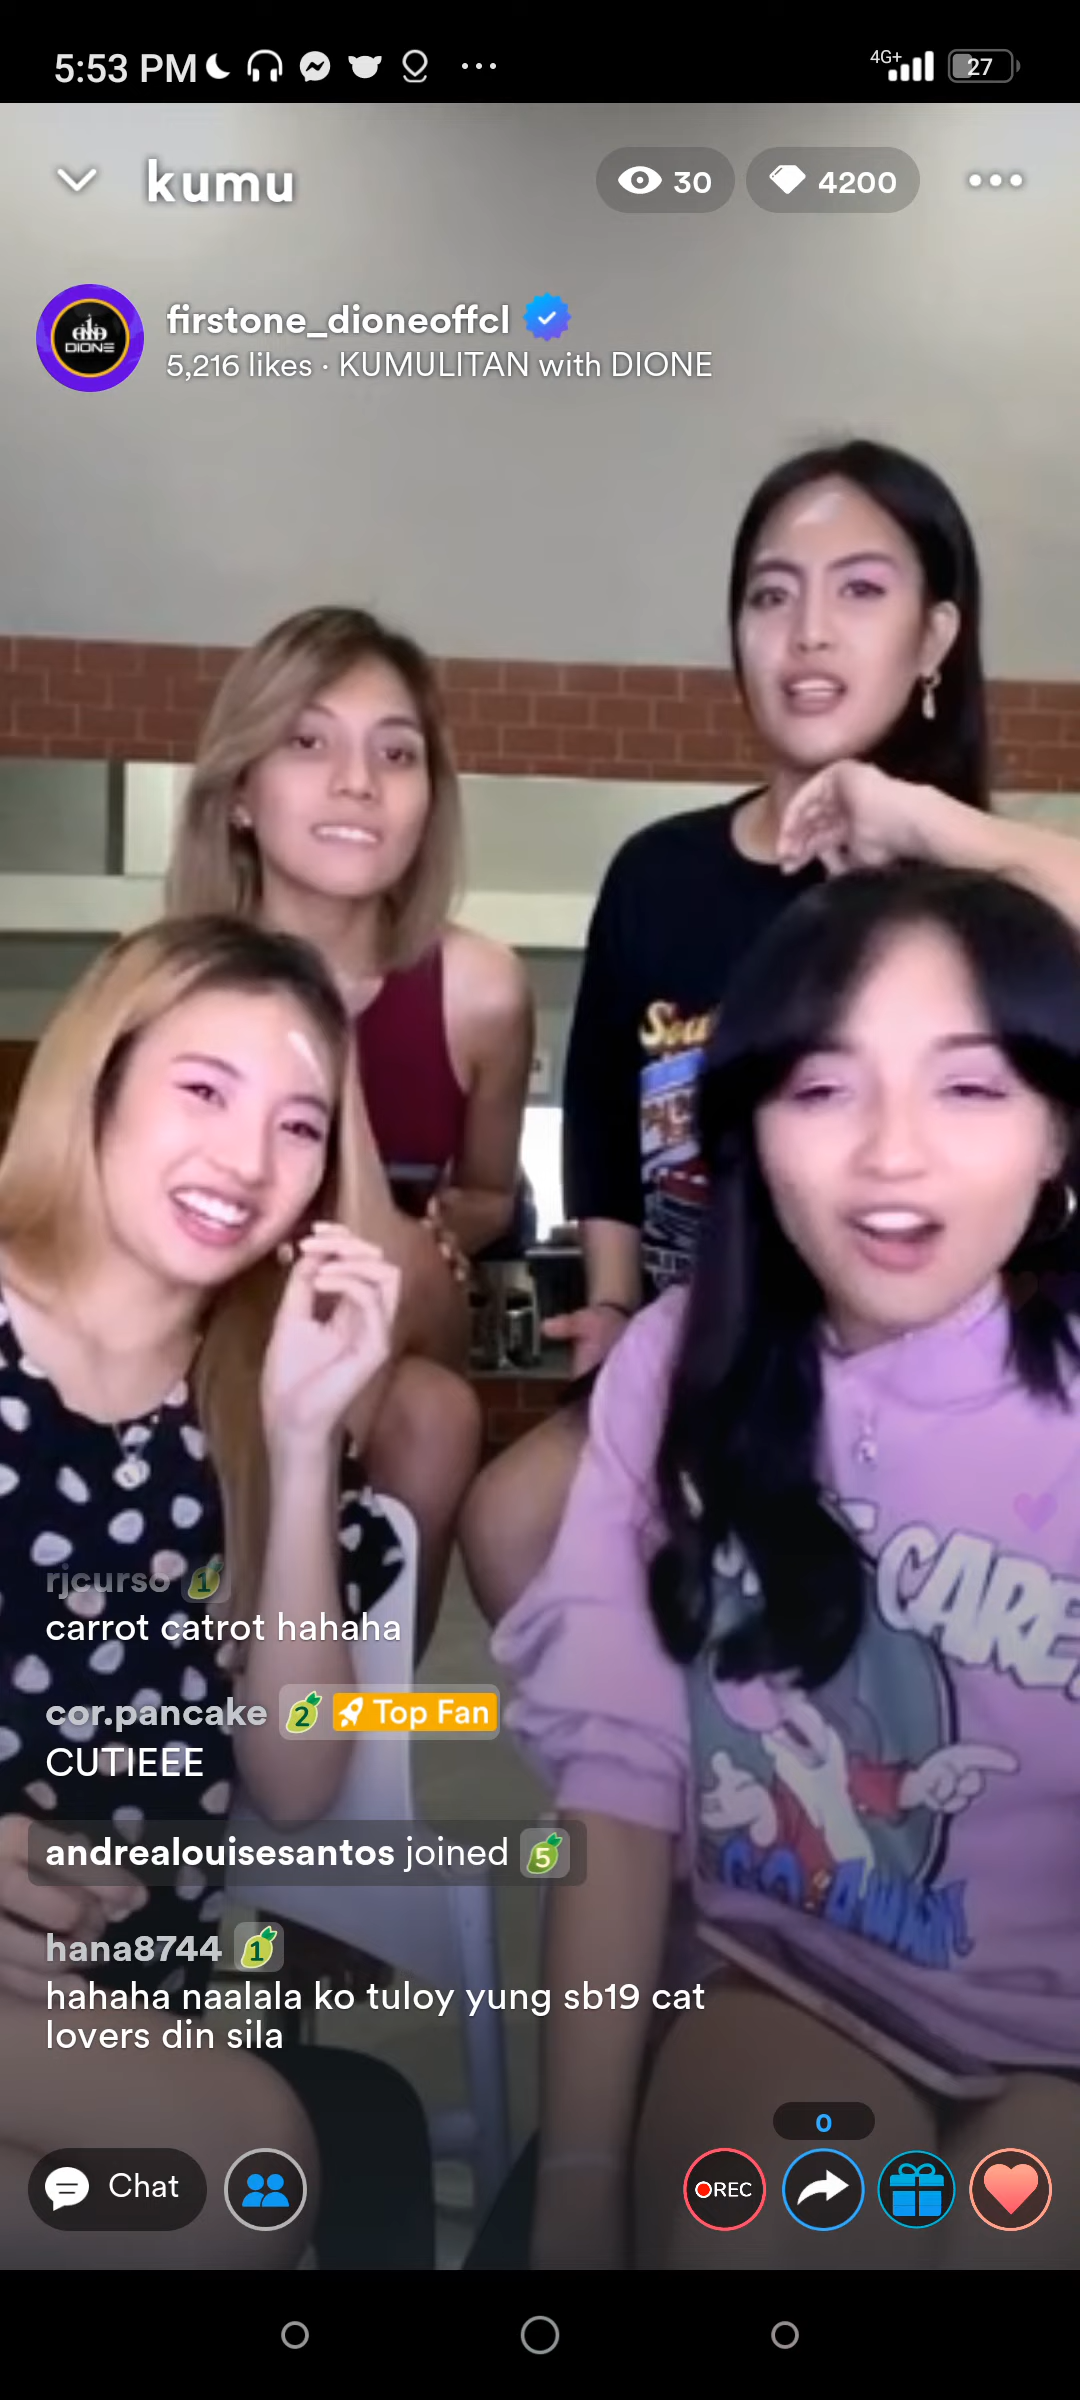 5:53 PM
4G+
27
kumu
30
4200
firstone_dioneoffcl
DIONE
5,216 likes · KUMULITAN with DIONE
CARE
rjcurso 1
carrot catrot hahaha
cor.pancake 2 Top Fan
CUTIEEE
andrealouisesantos joined 5
hana8744 1
hahaha naalala ko tuloy yung sb19 cat
lovers din sila
0
Chat
REC